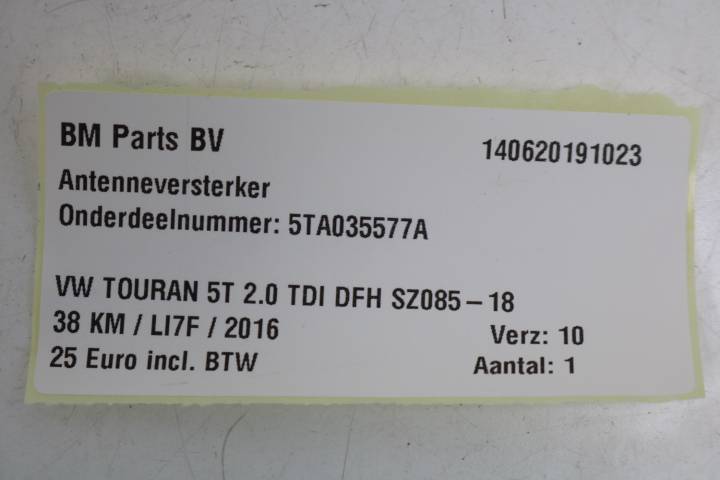 BM Parts BV 140620191023
Antenneversterker
Onderdeelnummer: 5TA035577A
VW TOURAN 5T 2.0 TDI DFH SZ085-18
38 KM / LI7F / 2016 Verz: 10
25 Euro incl. BTW Aantal: 1